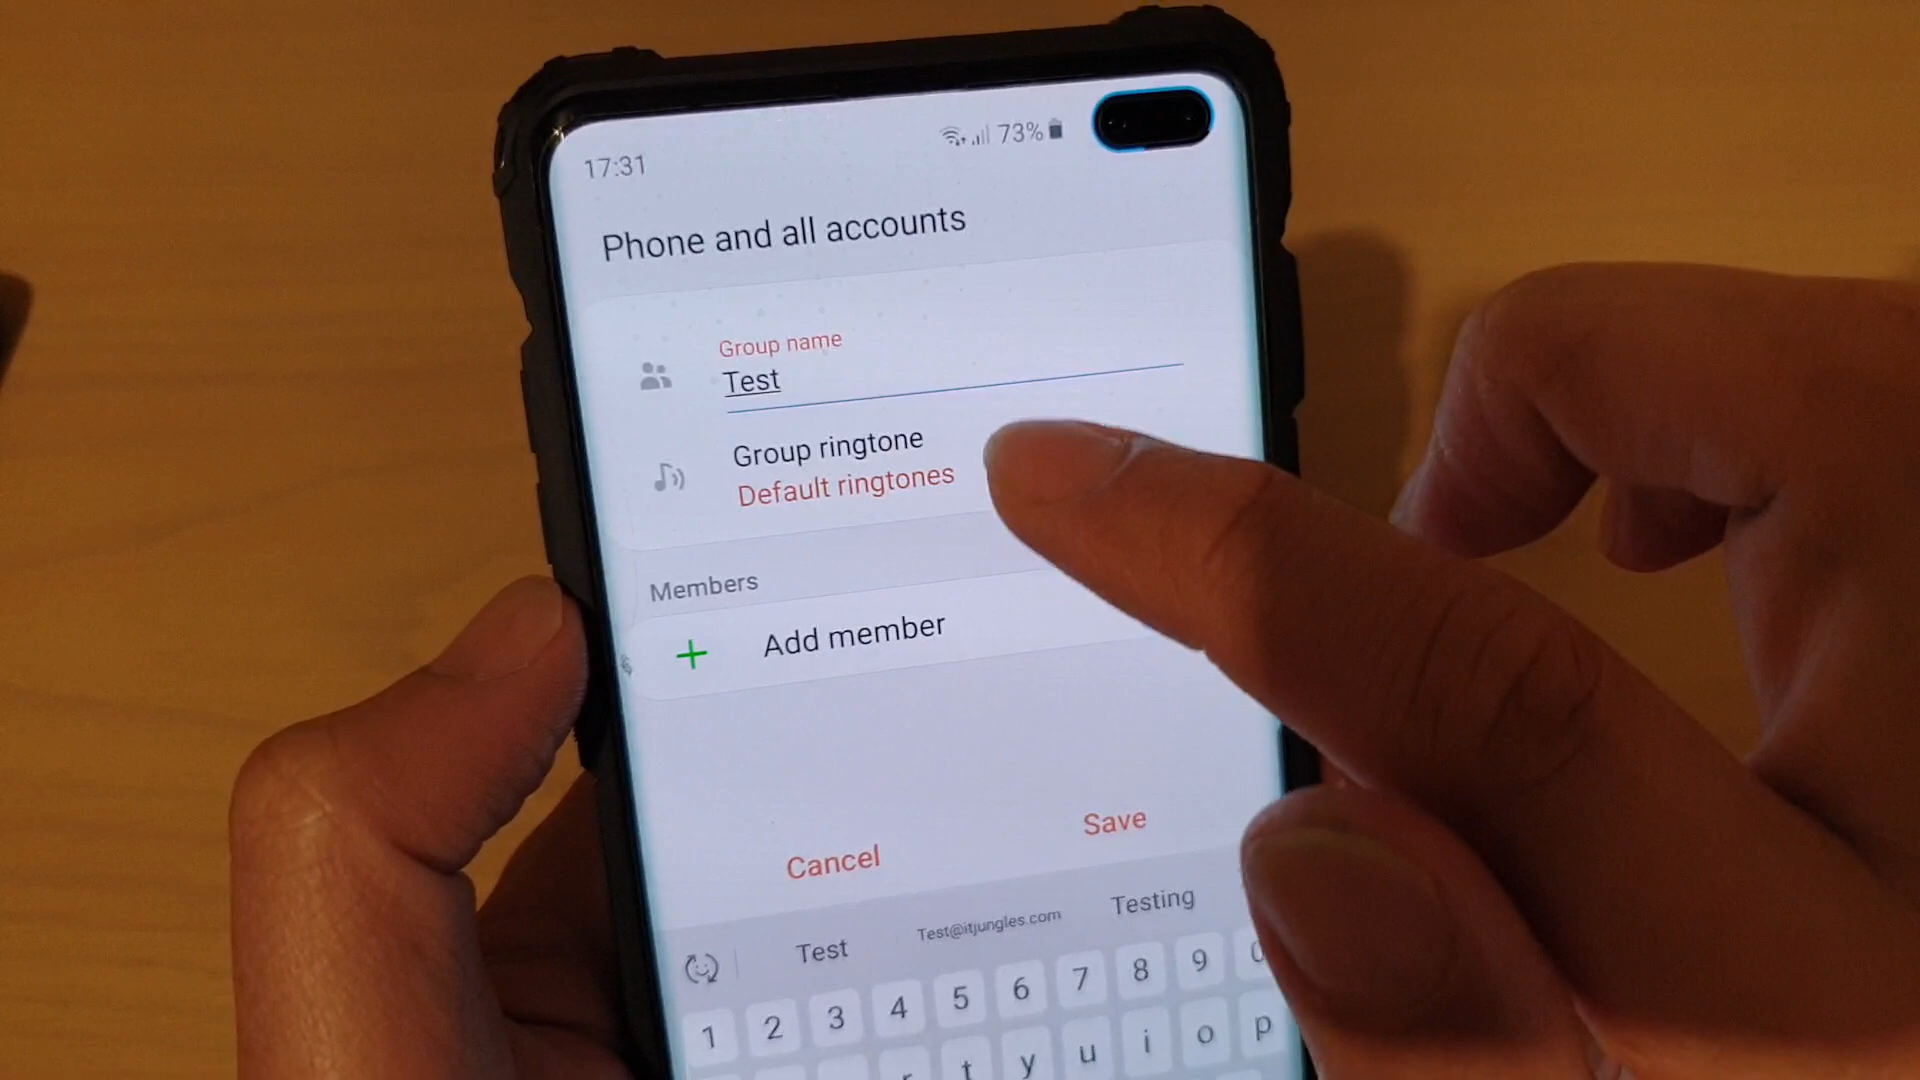 17:31
73%
Phone and all accounts
Group name
Test
Group ringtone
Default ringtones
Members
Add member
Cancel
Save
Test
Test@itjungles.com
Testing
1 2 3 4 5 6 7 8 9 0
t y u i o p